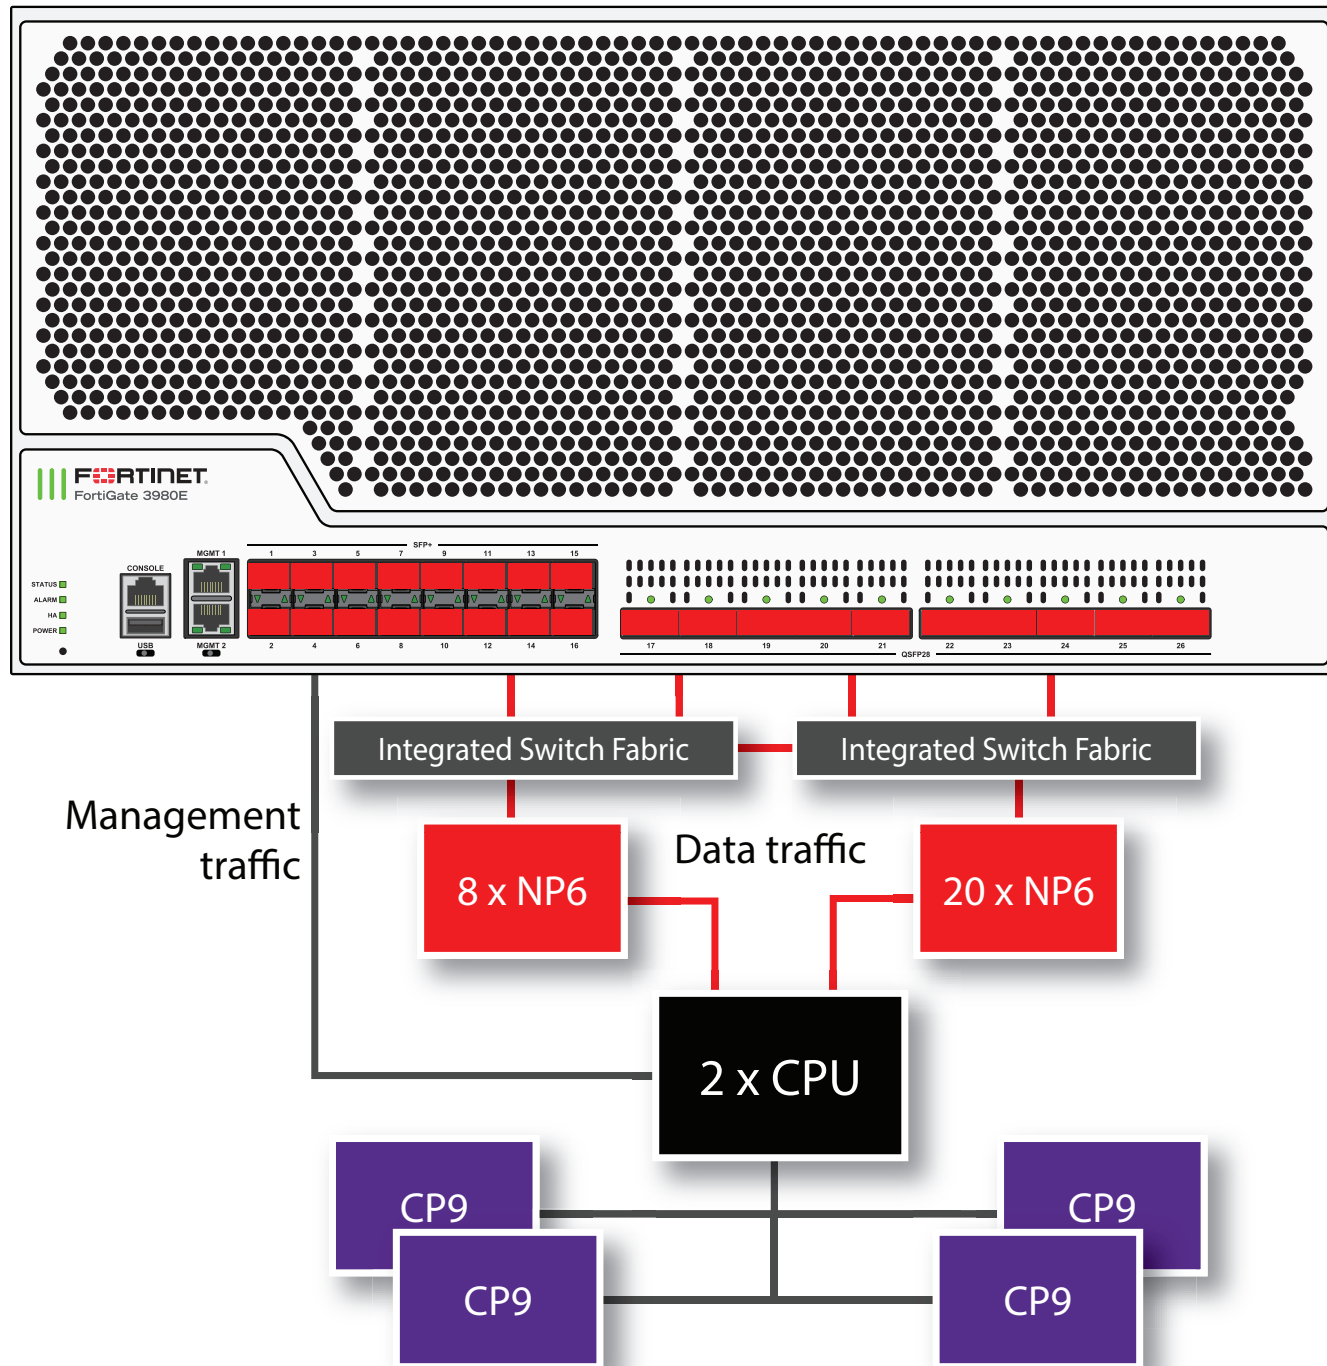 FORTINET
FortiGate 3980E
STATUS
ALARM
HA
POWER
CONSOLE
USB
MGMT 1
MGMT 2
SFP+
1 3 5 7 9 11 13 15
2 4 6 8 10 12 14 16
17 18 19 20 21 22 23 24 25 26
QSFP28
Integrated Switch Fabric
Integrated Switch Fabric
Management
traffic
Data traffic
8 x NP6
20 x NP6
2 x CPU
CP9
CP9
CP9
CP9